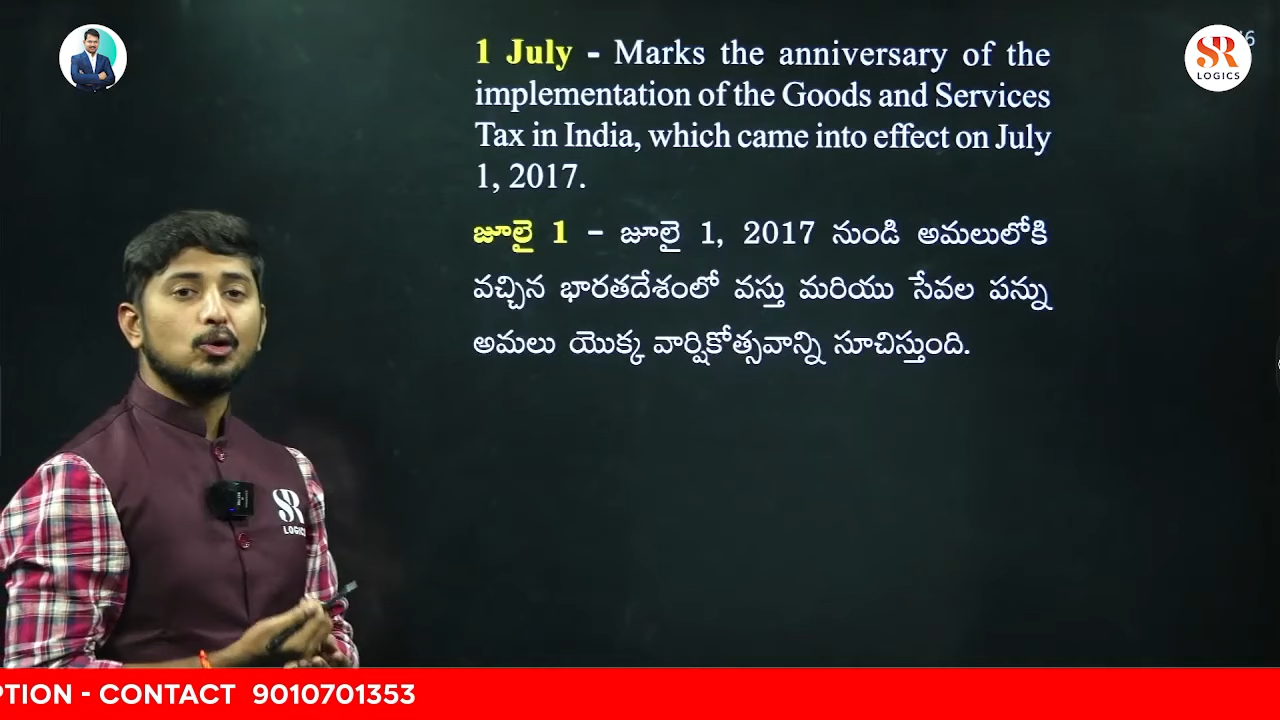 1 July - Marks the anniversary of the
implementation of the Goods and Services
Tax in India, which came into effect on July
1, 2017.
జూలై 1 – జూలై 1, 2017 నుండి అమలులోకి
వచ్చిన భారతదేశంలో వస్తు మరియు సేవల పన్ను
అమలు యొక్క వార్షికోత్సవాన్ని సూచిస్తుంది.
SR
LOGICS
SR
LOGICS
PTION - CONTACT 9010701353